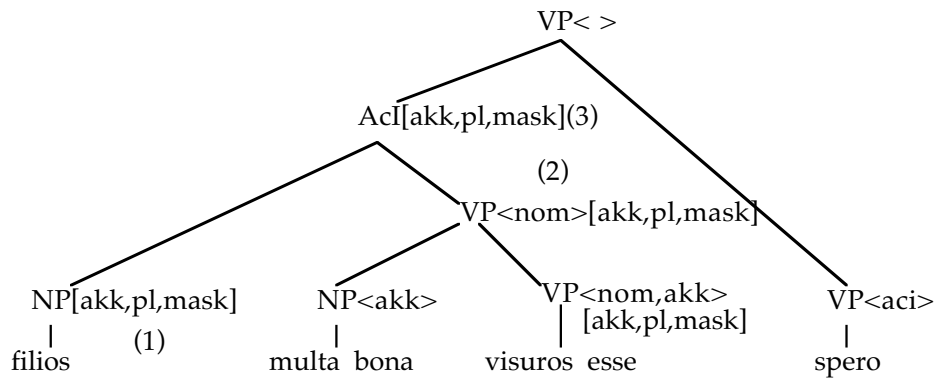 VP< >
AcI[akk,pl,mask](3)
(2)
VP<nom>[akk,pl,mask]
NP[akk,pl,mask] NP<akk> VP<nom,akk> VP<aci>
[akk,pl,mask]
(1)
filios multa bona visuros esse spero